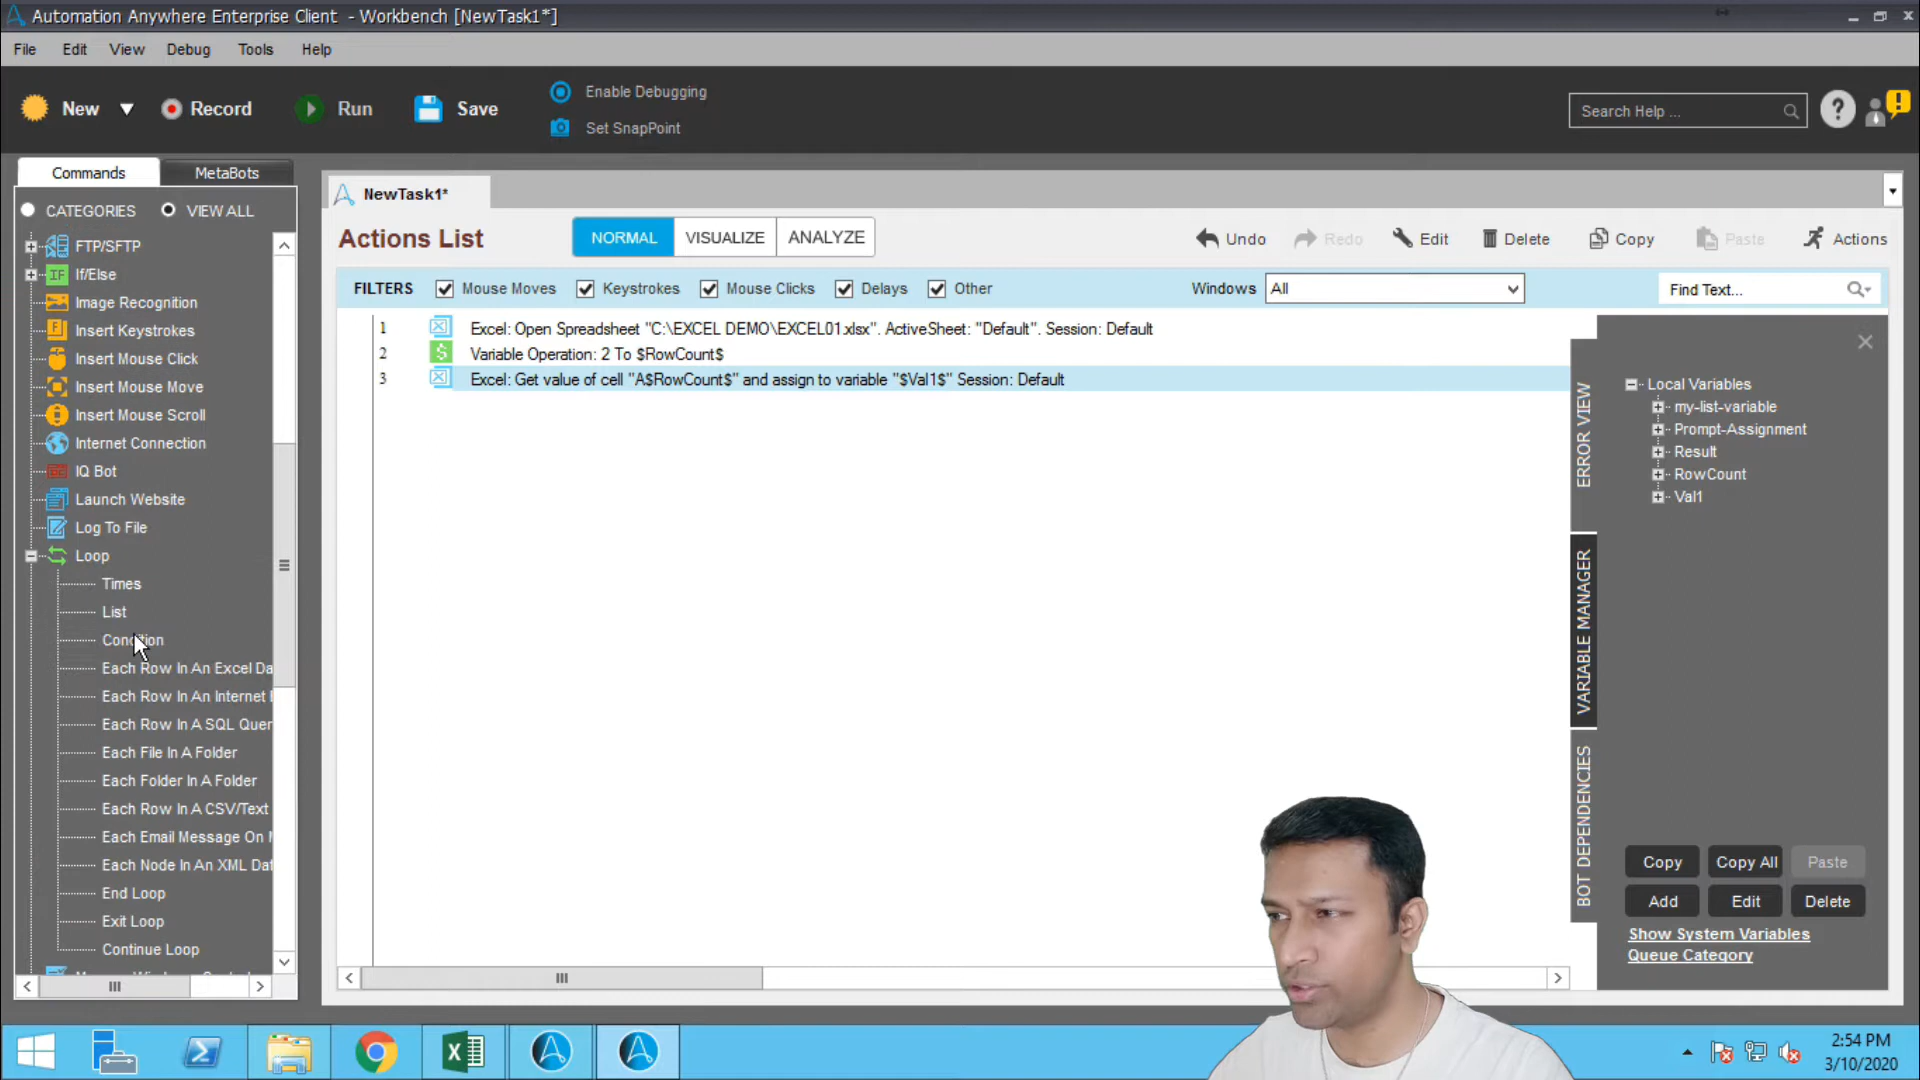 Automation Anywhere Enterprise Client - Workbench [NewTask1*]
File Edit View Debug Tools Help
New Record Run Save
Enable Debugging
Set SnapPoint
Search Help ...
Commands MetaBots
CATEGORIES VIEW ALL
FTP/SFTP
If/Else
Image Recognition
Insert Keystrokes
Insert Mouse Click
Insert Mouse Move
Insert Mouse Scroll
Internet Connection
IQ Bot
Launch Website
Log To File
Loop
Times
List
Condition
Each Row In An Excel Da
Each Row In An Internet
Each Row In A SQL Quer
Each File In A Folder
Each Folder In A Folder
Each Row In A CSV/Text
Each Email Message On
Each Node In An XML Dat
End Loop
Exit Loop
Continue Loop
NewTask1*
Actions List NORMAL VISUALIZE ANALYZE Undo Redo Edit Delete Copy Paste Actions
FILTERS Mouse Moves Keystrokes Mouse Clicks Delays Other Windows All Find Text...
1 Excel: Open Spreadsheet "C:\EXCEL DEMO\EXCEL01.xlsx". ActiveSheet: "Default". Session: Default
2 Variable Operation: 2 To $RowCount$
3 Excel: Get value of cell "A$RowCount$" and assign to variable "$Val1$" Session: Default
ERROR VIEW
VARIABLE MANAGER
BOT DEPENDENCIES
Local Variables
my-list-variable
Prompt-Assignment
Result
RowCount
Val1
Copy Copy All Paste
Add Edit Delete
Show System Variables
Queue Category
2:54 PM
3/10/2020